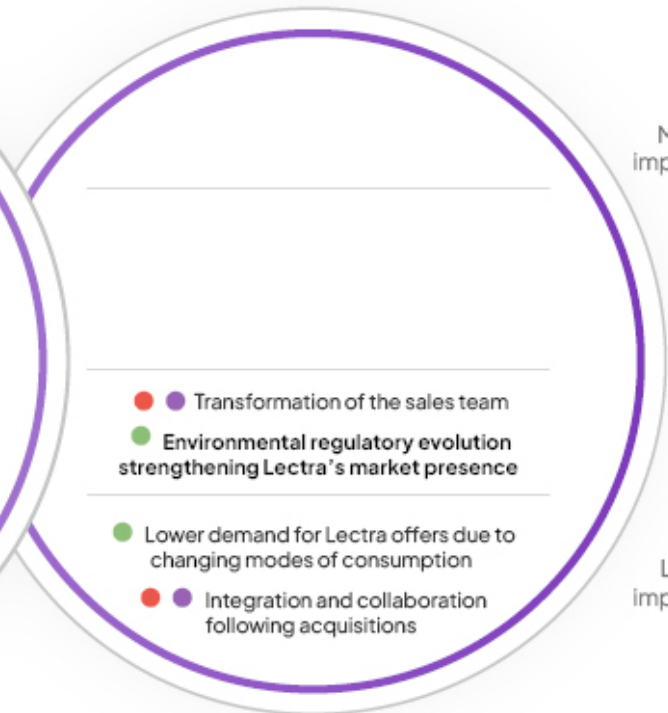 Transformation of the sales team
Environmental regulatory evolution
strengthening Lectra's market presence
Lower demand for Lectra offers due to
changing modes of consumption
Integration and collaboration
following acquisitions